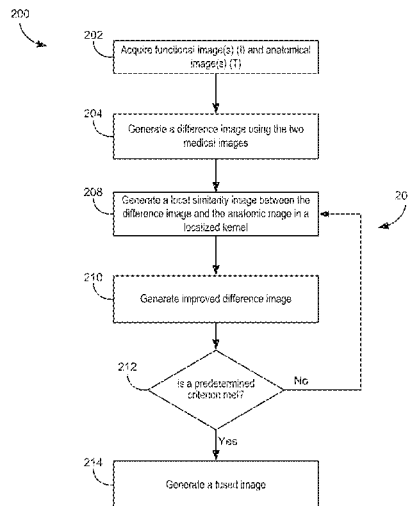 200
202
Acquire functional image(s) (I) and anatomical
image(s) (T)
204
Generate a difference image using the two
medical images
208
Generate a local similarity image between the
difference image and the anatomic image in a
localized kernel
20
210
Generate improved difference image
212
Is a predetermined
criterion met?
No
Yes
214
Generate a fused image